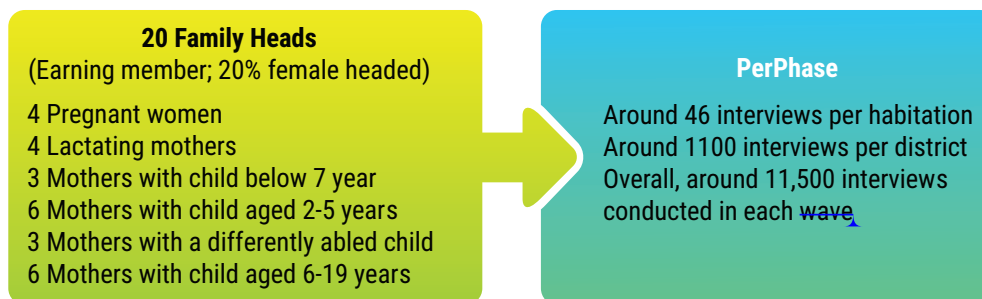 20 Family Heads
(Earning member; 20% female headed)
4 Pregnant women
4 Lactating mothers
3 Mothers with child below 7 year
6 Mothers with child aged 2-5 years
3 Mothers with a differently abled child
6 Mothers with child aged 6-19 years
PerPhase
Around 46 interviews per habitation
Around 1100 interviews per district
Overall, around 11,500 interviews
conducted in each wave